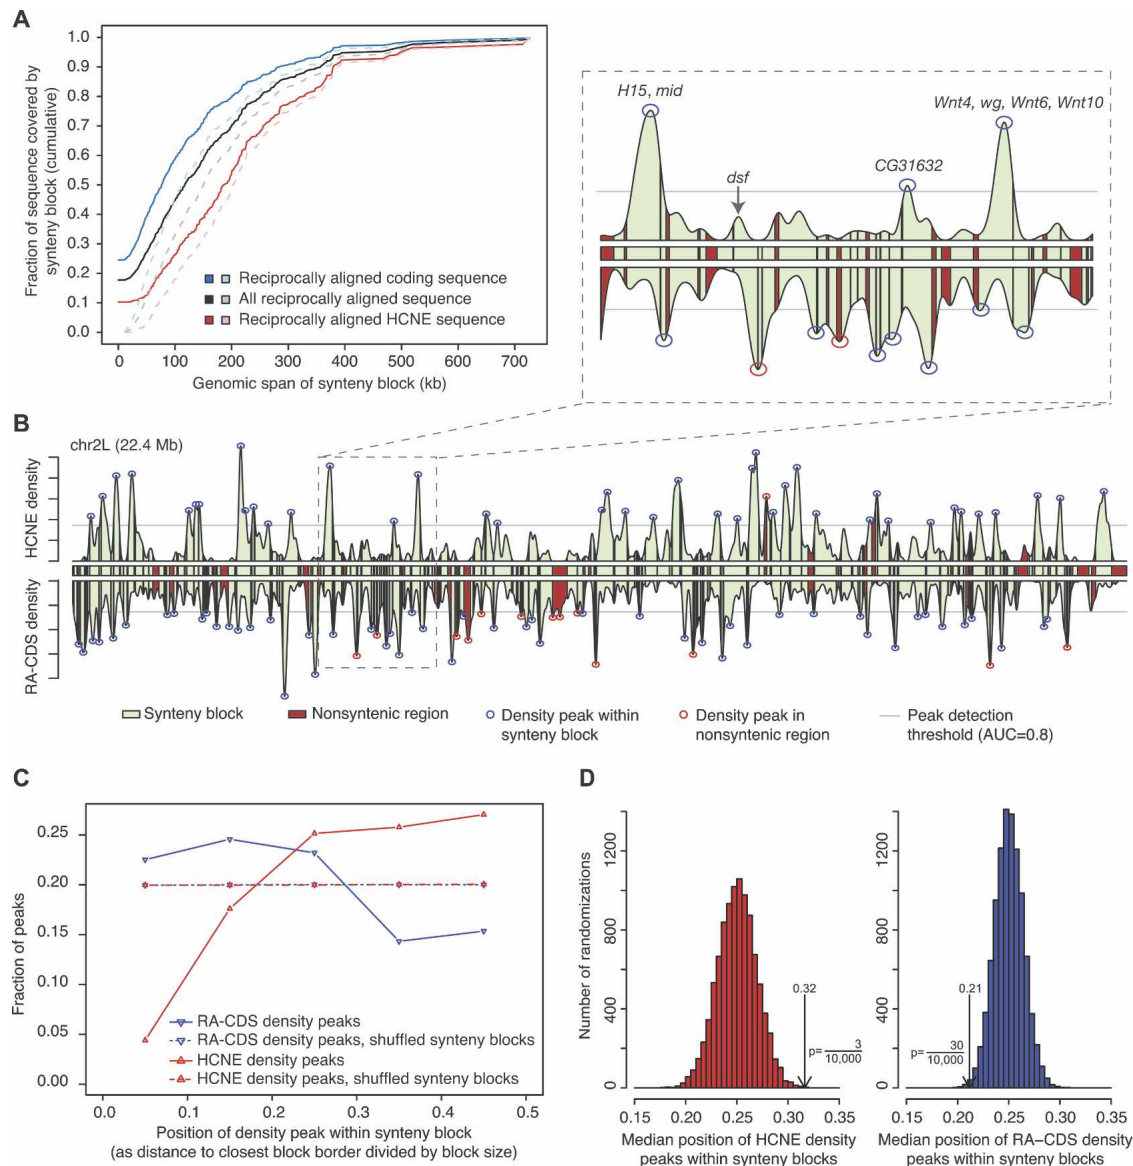 A
1.0
0.9
0.8
0.7
0.6
0.5
0.4
0.3
0.2
0.1
0.0
Fraction of sequence covered by
synteny block (cumulative)
Reciprocally aligned coding sequence
All reciprocally aligned sequence
Reciprocally aligned HCNE sequence
0 100 200 300 400 500 600 700
Genomic span of synteny block (kb)
H15, mid
dsf
CG31632
Wnt4, wg, Wnt6, Wnt10
B
chr2L (22.4 Mb)
HCNE density
RA-CDS density
Synteny block
Nonsyntenic region
Density peak within
synteny block
Density peak in
nonsyntenic region
Peak detection
threshold (AUC=0.8)
C
0.25
0.20
0.15
0.10
0.05
0.00
Fraction of peaks
RA-CDS density peaks
RA-CDS density peaks, shuffled synteny blocks
HCNE density peaks
HCNE density peaks, shuffled synteny blocks
0.0 0.1 0.2 0.3 0.4 0.5
Position of density peak within synteny block
(as distance to closest block border divided by block size)
D
Number of randomizations
1200
800
400
0
0.32
p= 3
10,000
0.15 0.20 0.25 0.30 0.35
Median position of HCNE density
peaks within synteny blocks
1200
800
400
0
0.21
p= 30
10,000
0.15 0.20 0.25 0.30 0.35
Median position of RA−CDS density
peaks within synteny blocks